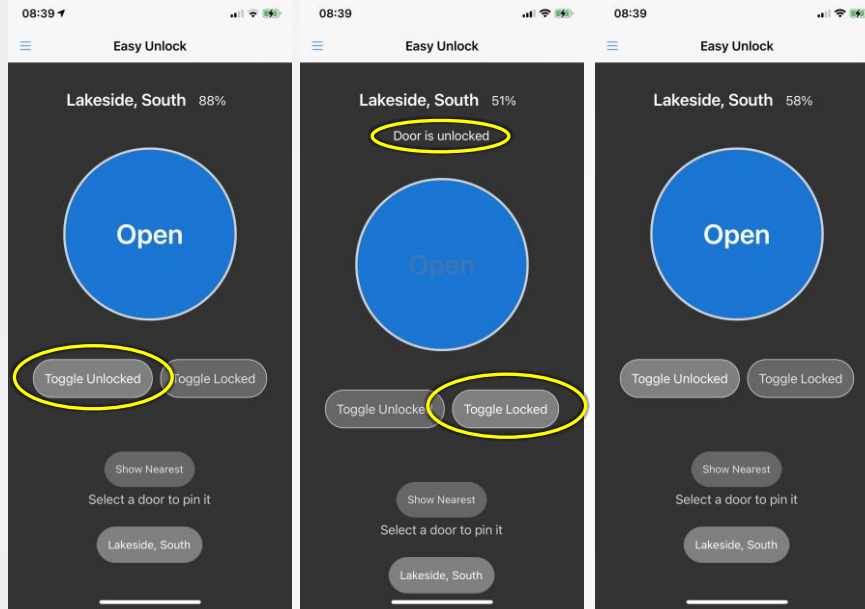 08:39
Easy Unlock
Lakeside, South 88%
Open
Toggle Unlocked Toggle Locked
Show Nearest
Select a door to pin it
Lakeside, South
08:39
Easy Unlock
Lakeside, South 51%
Door is unlocked
Open
Toggle Unlocked Toggle Locked
Show Nearest
Select a door to pin it
Lakeside, South
08:39
Easy Unlock
Lakeside, South 58%
Open
Toggle Unlocked Toggle Locked
Show Nearest
Select a door to pin it
Lakeside, South